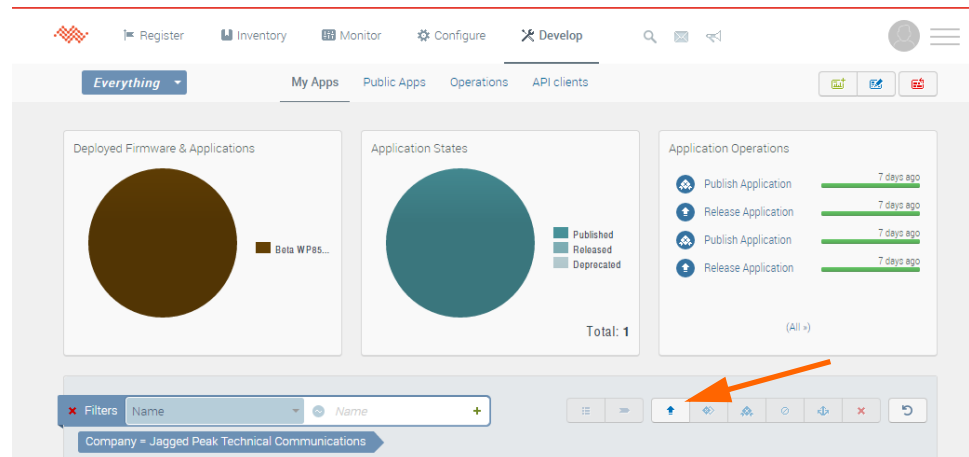 Register Inventory Monitor Configure Develop
Everything My Apps Public Apps Operations API clients
Deployed Firmware & Applications
Beta WP85...
Application States
Published
Released
Deprecated
Total: 1
Application Operations
Publish Application 7 days ago
Release Application 7 days ago
Publish Application 7 days ago
Release Application 7 days ago
(All »)
Filters Name Name
Company = Jagged Peak Technical Communications